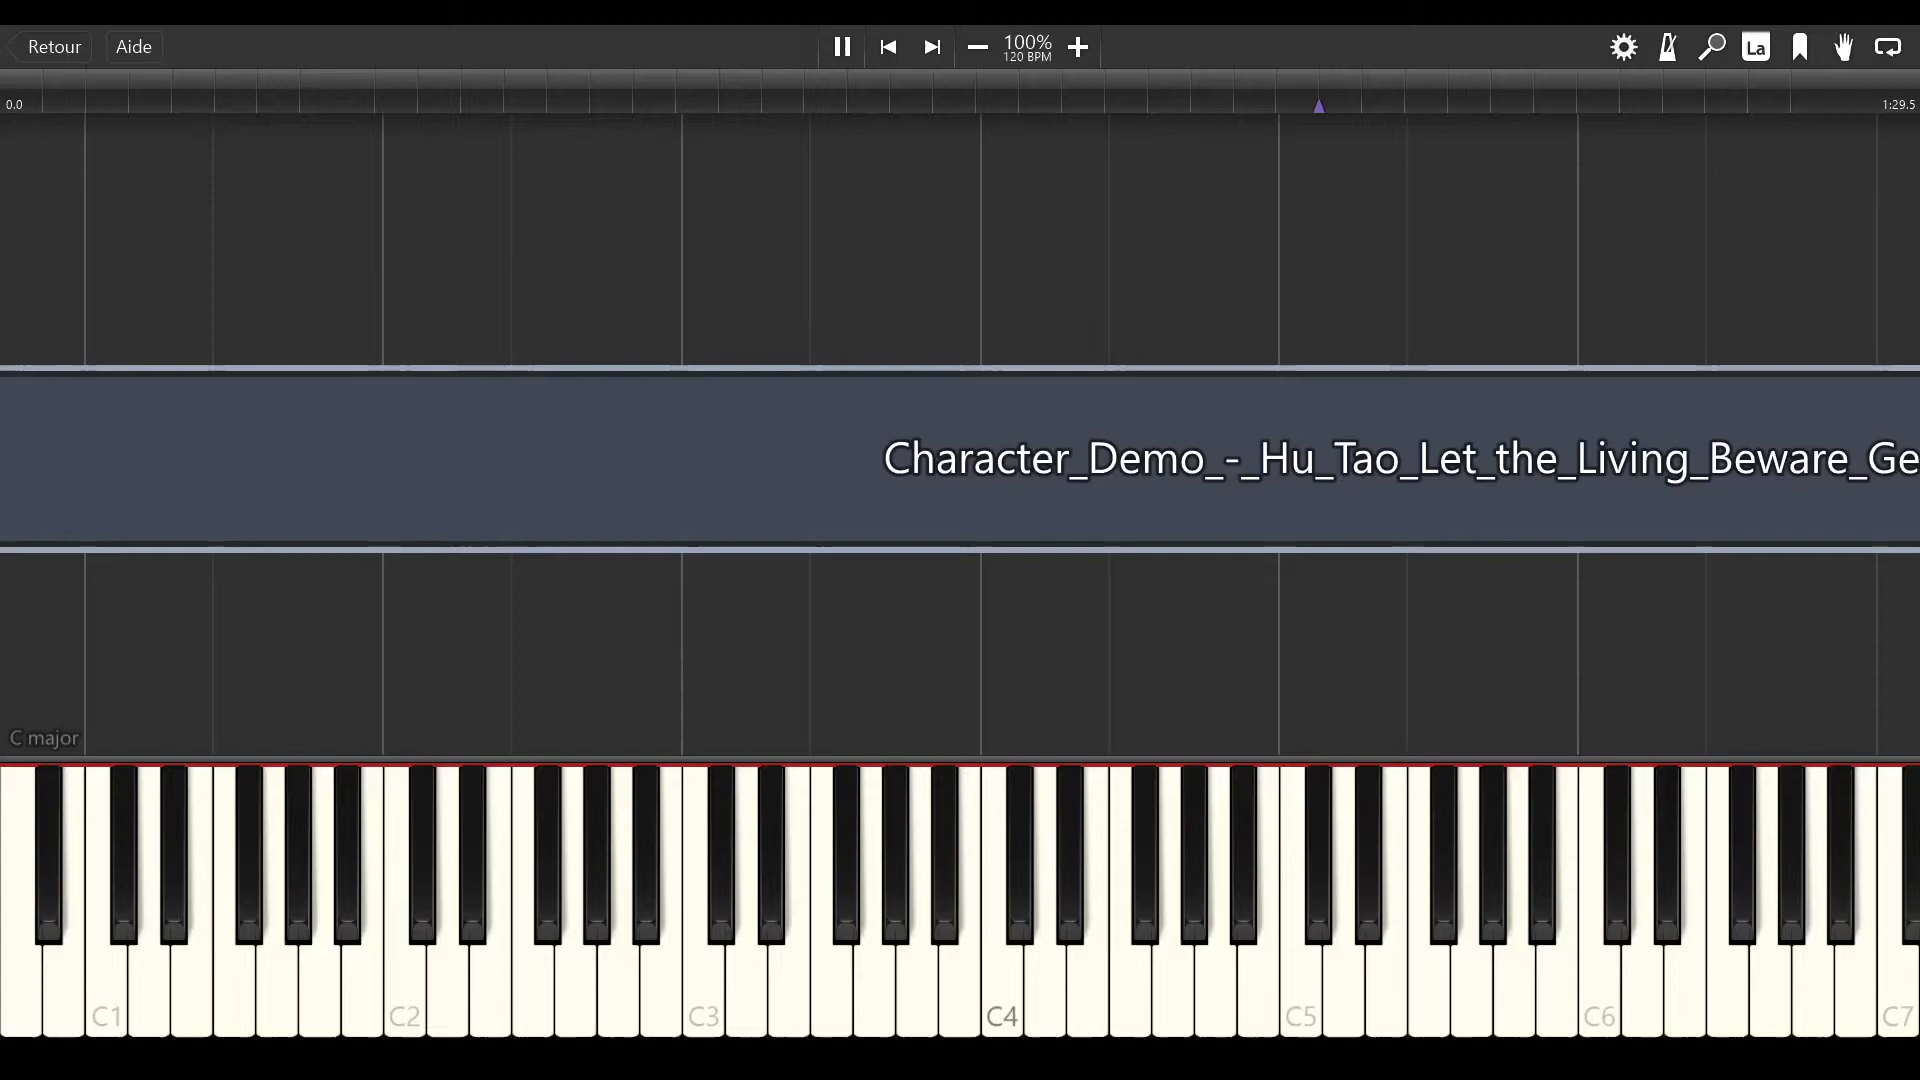 Retour Aide
100%
120 BPM
La
0.0
1:29.5
Character_Demo_-_Hu_Tao_Let_the_Living_Beware_Ge
C major
C1 C2 C3 C4 C5 C6 C7